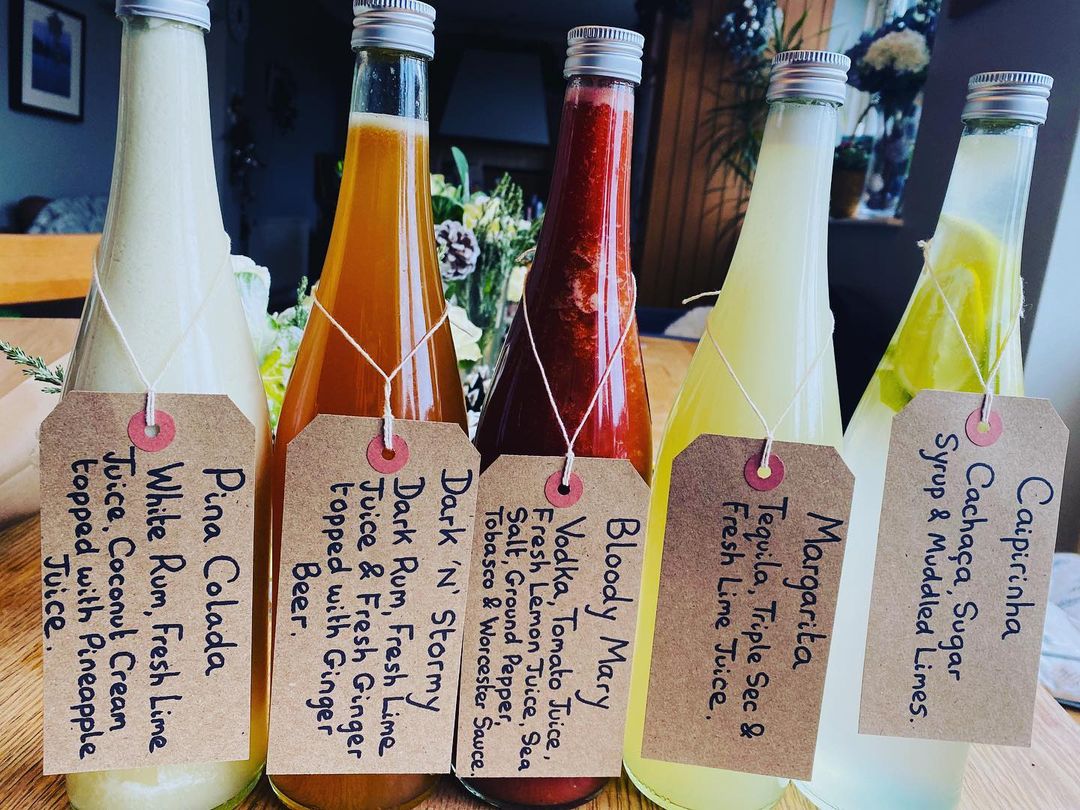 Pina Colada
White Rum, Fresh Lime
Juice, Coconut Cream
topped with Pineapple
Juice.
Dark 'N' Stormy
Dark Rum, Fresh Lime
Juice & Fresh Ginger
topped with Ginger
Beer.
Bloody Mary
Vodka, Tomato Juice,
Fresh Lemon Juice, Sea
Salt, Ground Pepper,
Tobasco & Worcester Sauce.
Margarita
Tequila, Triple Sec &
Fresh Lime Juice.
Caipirinha
Cachaça, Sugar
Syrup & Muddled Limes.